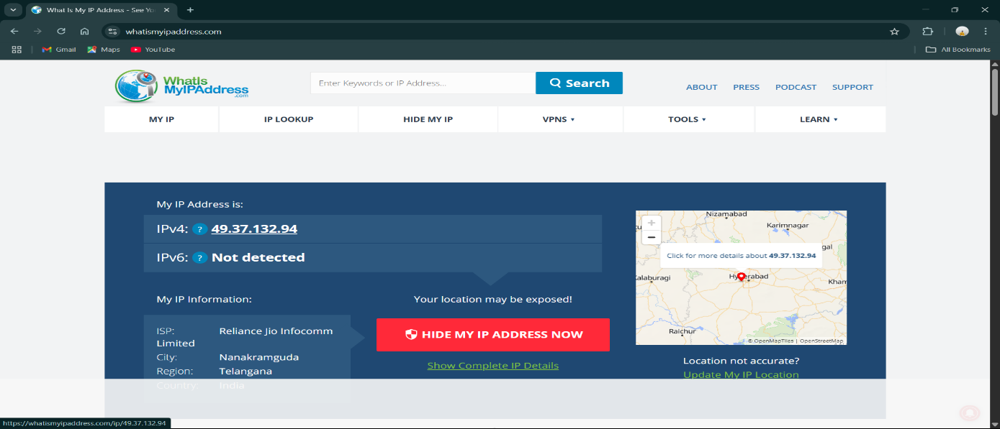 What Is My IP Address - See Yo
whatismyipaddress.com
Gmail Maps YouTube All Bookmarks
WhatIs
MyIPAddress
.com
Enter Keywords or IP Address...
Search
ABOUT PRESS PODCAST SUPPORT
MY IP IP LOOKUP HIDE MY IP VPNS ▾ TOOLS ▾ LEARN ▾
My IP Address is:
IPv4: ? 49.37.132.94
IPv6: ? Not detected
My IP Information:
ISP: Reliance Jio Infocomm
Limited
City: Nanakramguda
Region: Telangana
Country: India
Your location may be exposed!
HIDE MY IP ADDRESS NOW
Show Complete IP Details
+
−
Nizamabad
Karimnagar
gal
Click for more details about 49.37.132.94
alaburagi
Hyderabad
Kham
Raichur
© OpenMapTiles | OpenStreetMap
Location not accurate?
Update My IP Location
https://whatismyipaddress.com/ip/49.37.132.94